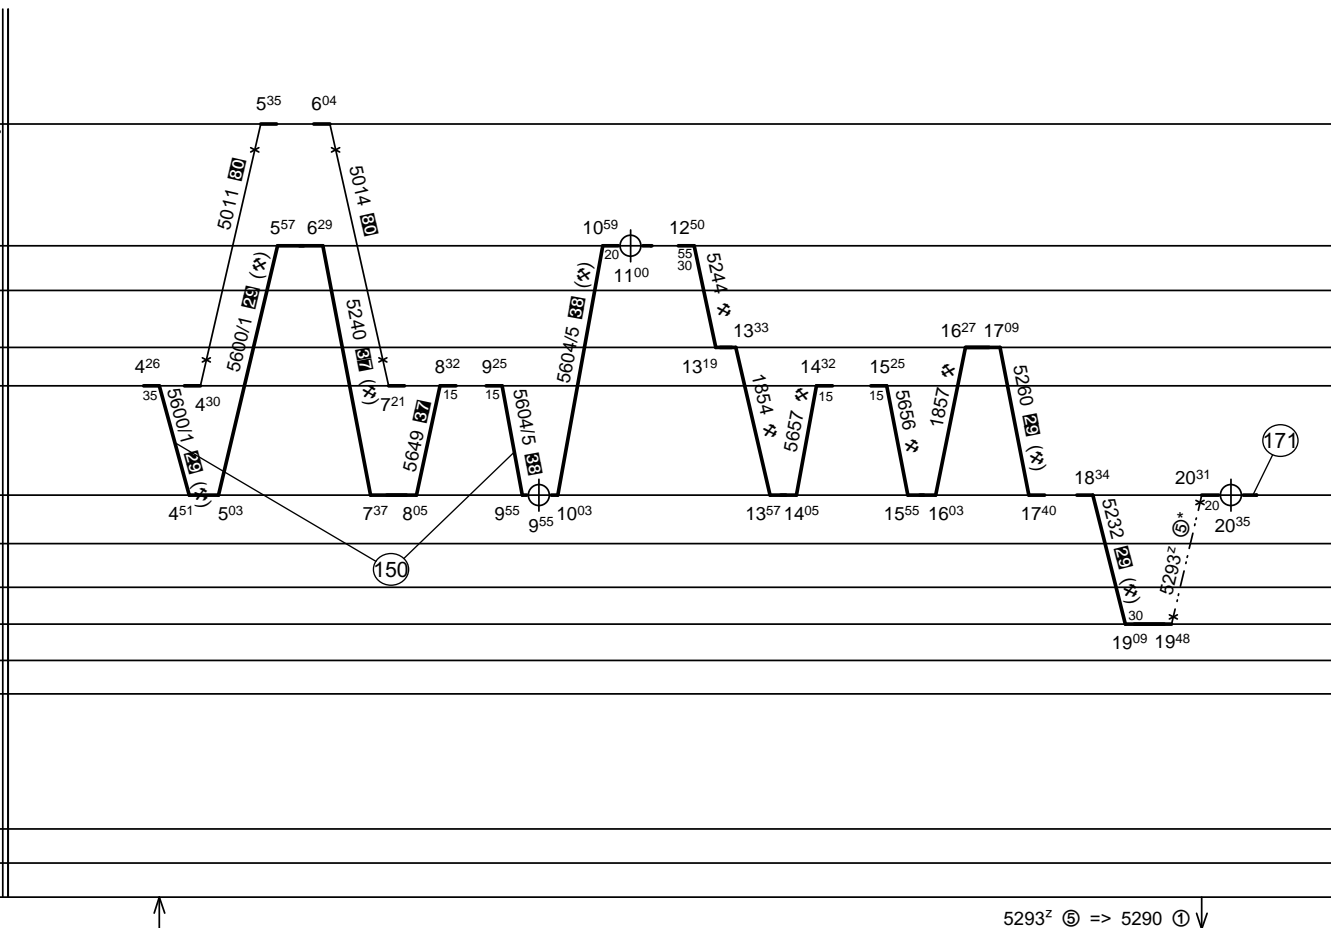 5³⁵ 6⁰⁴
5011 80
5014 80
5⁵⁷ 6²⁹
10⁵⁹ 20 11⁰⁰
12⁵⁰ 55 30
5600/1 29 (⚒)
5240 37 (⚒)
5604/5 38 (⚒)
5244 ⚒
13¹⁹ 13³³
16²⁷ 17⁰⁹
4²⁶ 35
4³⁰
7²¹
8³² 15
9²⁵ 15
14³² 15
15²⁵ 15
5600/1 29 (⚒)
5649 37
5604/5 38
1854 ⚒
5657 ⚒
5656 ⚒
1857 ⚒
5260 29 (⚒)
171
4⁵¹ 5⁰³
7³⁷ 8⁰⁵
9⁵⁵ 9⁵⁵ 10⁰³
13⁵⁷ 14⁰⁵
15⁵⁵ 16⁰³
17⁴⁰
18³⁴
20³¹ 20 20³⁵
150
5232 29 (⚒)
5293ᶻ ⑤*
30
19⁰⁹ 19⁴⁸
5293ᶻ ⑤ => 5290 ①